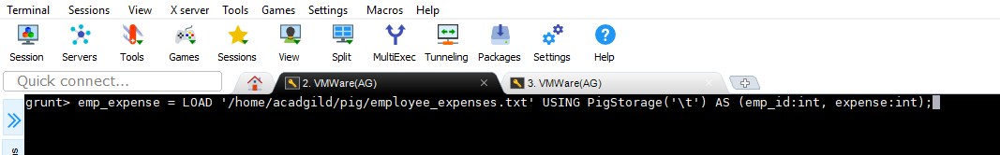 Terminal Sessions View X server Tools Games Settings Macros Help
Session Servers Tools Games Sessions View Split MultiExec Tunneling Packages Settings Help
Quick connect... 2. VMWare(AG) 3. VMWare(AG)
grunt> emp_expense = LOAD '/home/acadgild/pig/employee_expenses.txt' USING PigStorage('\t') AS (emp_id:int, expense:int);